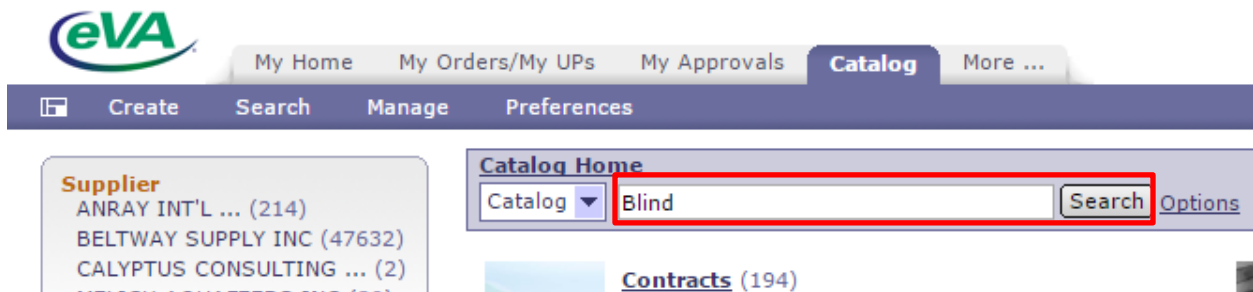 eVA
My Home My Orders/My UPs My Approvals Catalog More ...
Create Search Manage Preferences
Supplier
ANRAY INT'L ... (214)
BELTWAY SUPPLY INC (47632)
CALYPTUS CONSULTING ... (2)
Catalog Home
Catalog Blind Search Options
Contracts (194)